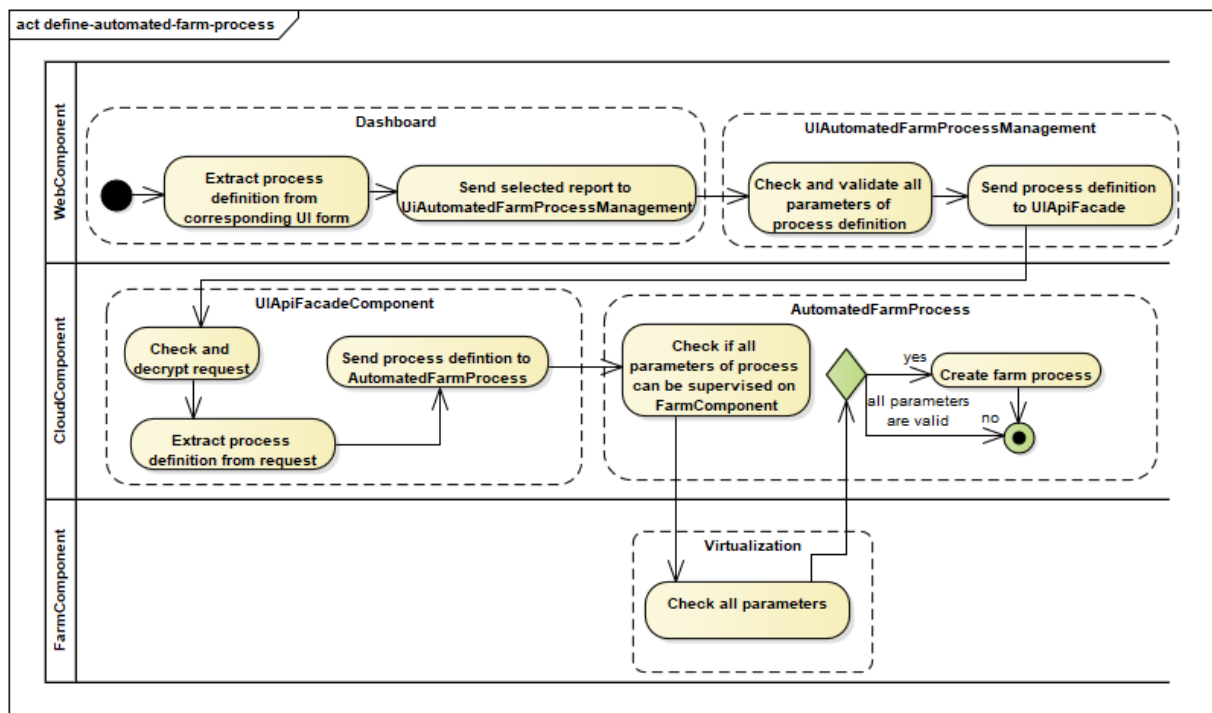 act define-automated-farm-process
WebComponent
Dashboard
Extract process
definition from
corresponding UI form
Send selected report to
UiAutomatedFarmProcessManagement
UIAutomatedFarmProcessManagement
Check and validate all
parameters of
process definition
Send process definition
to UIApiFacade
CloudComponent
UIApiFacadeComponent
Check and
decrypt request
Extract process
definition from request
Send process defintion to
AutomatedFarmProcess
AutomatedFarmProcess
Check if all
parameters of process
can be supervised on
FarmComponent
yes
Create farm process
all parameters
are valid
no
FarmComponent
Virtualization
Check all parameters